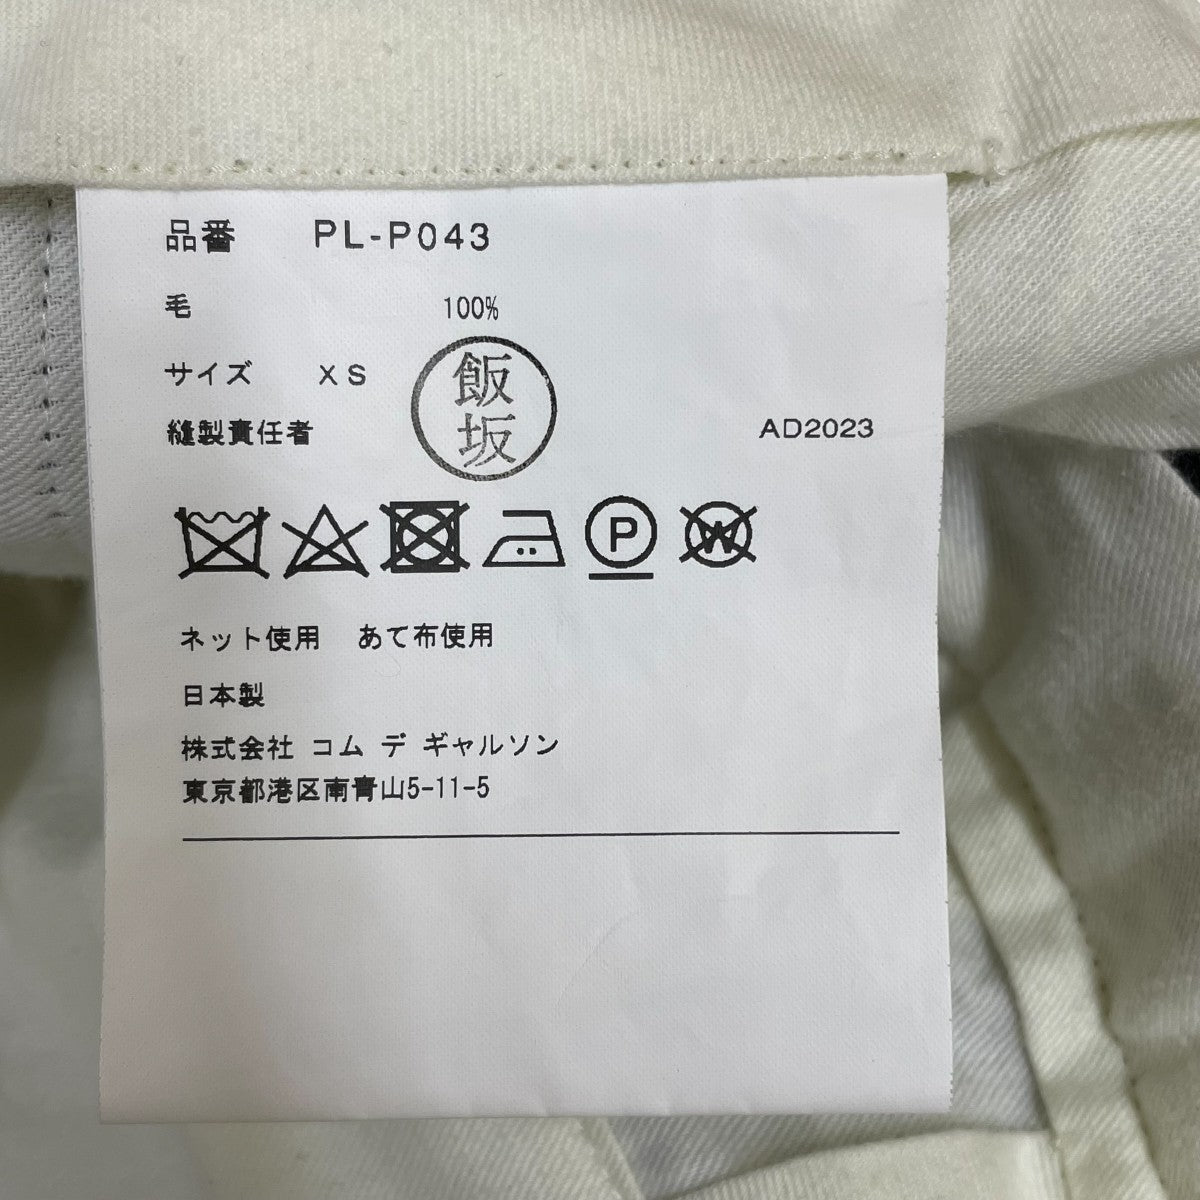 品番 PL-P043
毛 100%
サイズ XS
飯坂
縫製責任者 AD2023
P W
ネット使用 あて布使用
日本製
株式会社 コム デ ギャルソン
東京都港区南青山5-11-5